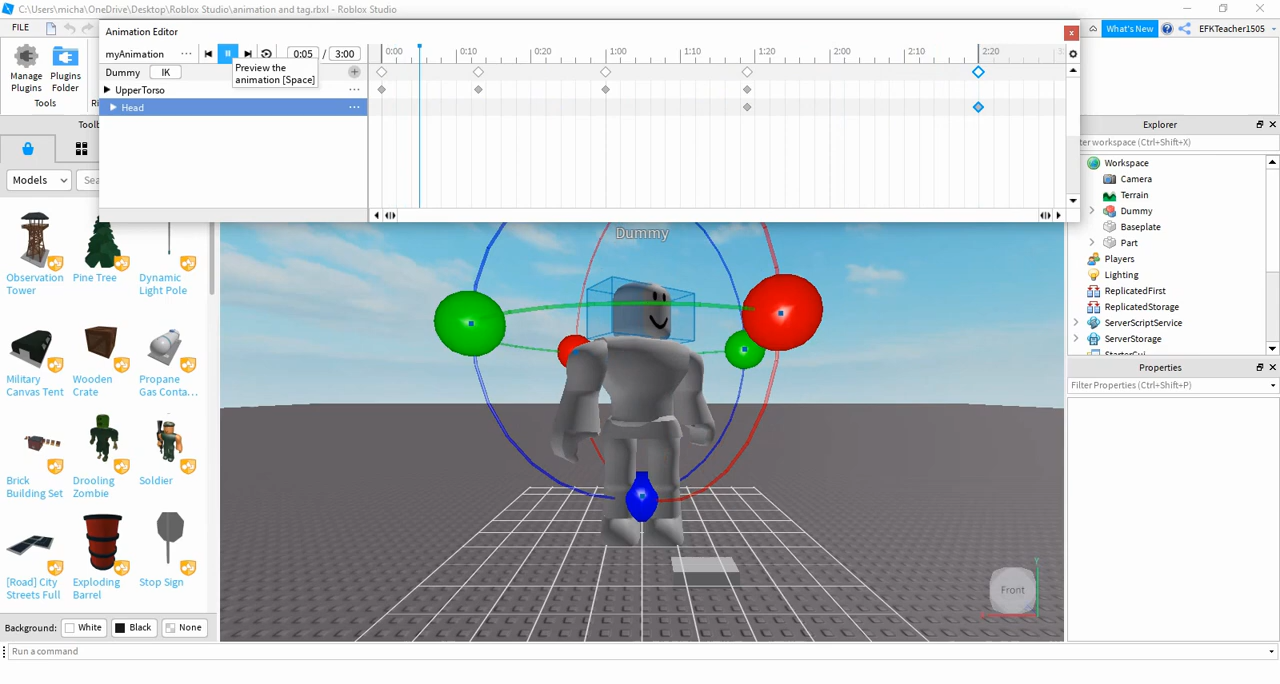 C:\Users\micha\OneDrive\Desktop\Roblox Studio\animation and tag.rbxl - Roblox Studio
FILE
What's New
EFKTeacher1505
Manage Plugins
Plugins Folder
Tools
Animation Editor
myAnimation
0:05 / 3:00
0:00 0:10 0:20 1:00 1:10 1:20 2:00 2:10 2:20
Dummy IK
Preview the
animation [Space]
UpperTorso
Head
Models
Observation Tower
Pine Tree
Dynamic Light Pole
Military Canvas Tent
Wooden Crate
Propane Gas Conta...
Brick Building Set
Drooling Zombie
Soldier
[Road] City Streets Full
Exploding Barrel
Stop Sign
Background: White Black None
Run a command
Dummy
Front
Explorer
workspace (Ctrl+Shift+X)
Workspace
Camera
Terrain
Dummy
Baseplate
Part
Players
Lighting
ReplicatedFirst
ReplicatedStorage
ServerScriptService
ServerStorage
Properties
Filter Properties (Ctrl+Shift+P)